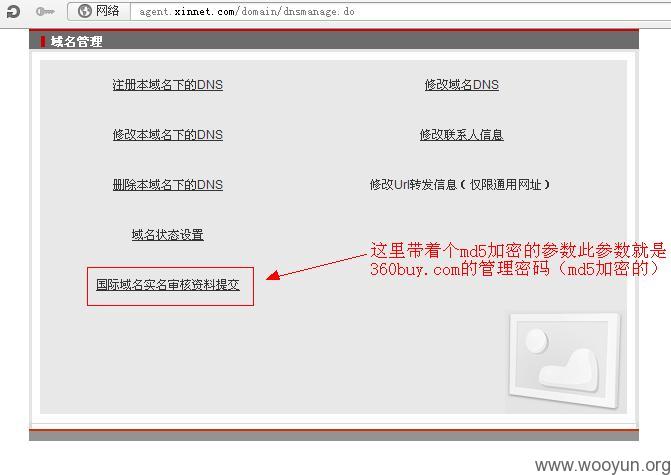 网络 agent.xinnet.com/domain/dnsmanage.do
域名管理
注册本域名下的DNS 修改域名DNS
修改本域名下的DNS 修改联系人信息
删除本域名下的DNS 修改Url转发信息（仅限通用网址）
域名状态设置
这里带着个md5加密的参数此参数就是
360buy.com的管理密码（md5加密的）
国际域名实名审核资料提交
www.wooyun.org